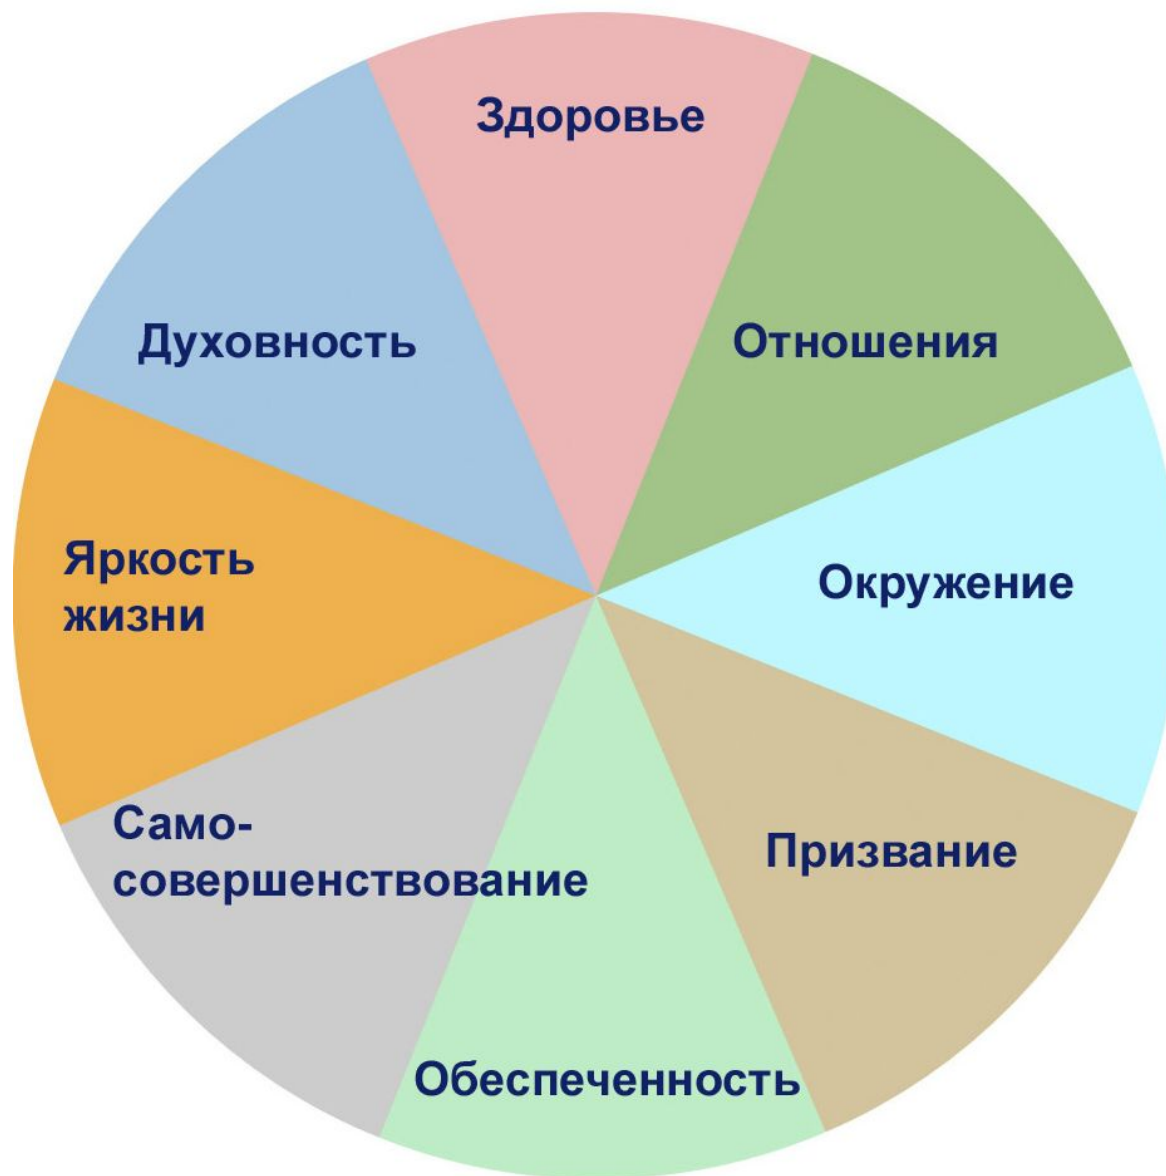 Здоровье
Духовность
Отношения
Яркость
жизни
Окружение
Само-
совершенствование
Призвание
Обеспеченность